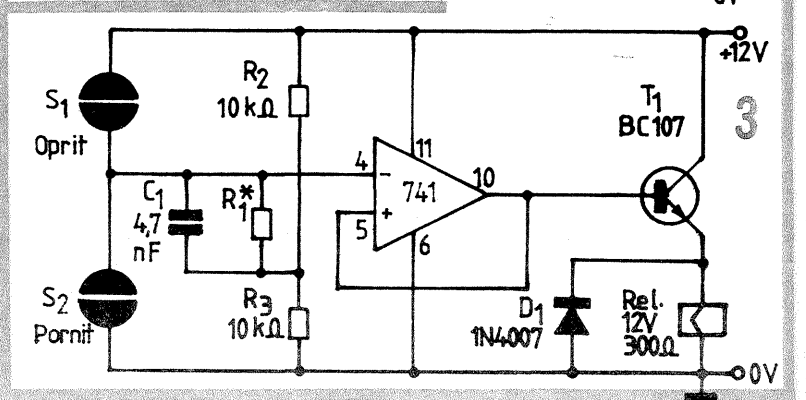 +12V
S1
Oprit
R2
10 kΩ
T1
BC107
3
4
11
10
741
-
+
5
6
C1
4,7
nF
R1*
S2
Pornit
R3
10 kΩ
D1
1N4007
Rel.
12V
300Ω
0V